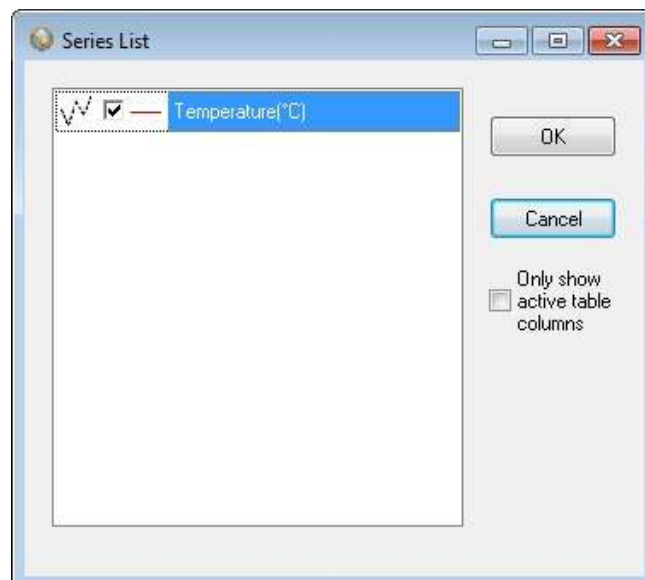 Series List
Temperature(°C)
OK
Cancel
Only show
active table
columns